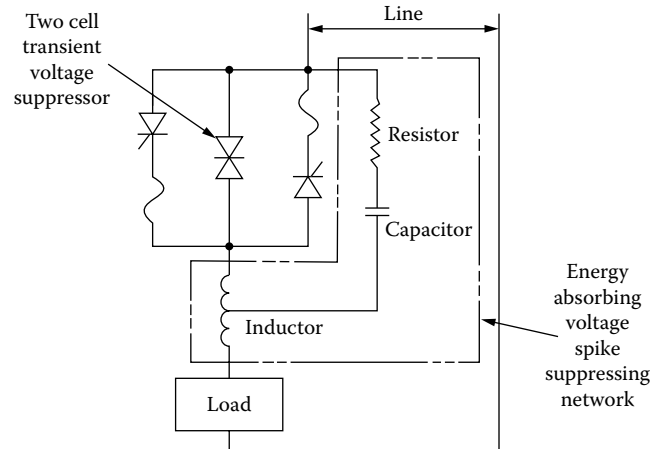 Two cell
transient
voltage
suppressor
Line
Resistor
Capacitor
Inductor
Energy
absorbing
voltage
spike
suppressing
network
Load